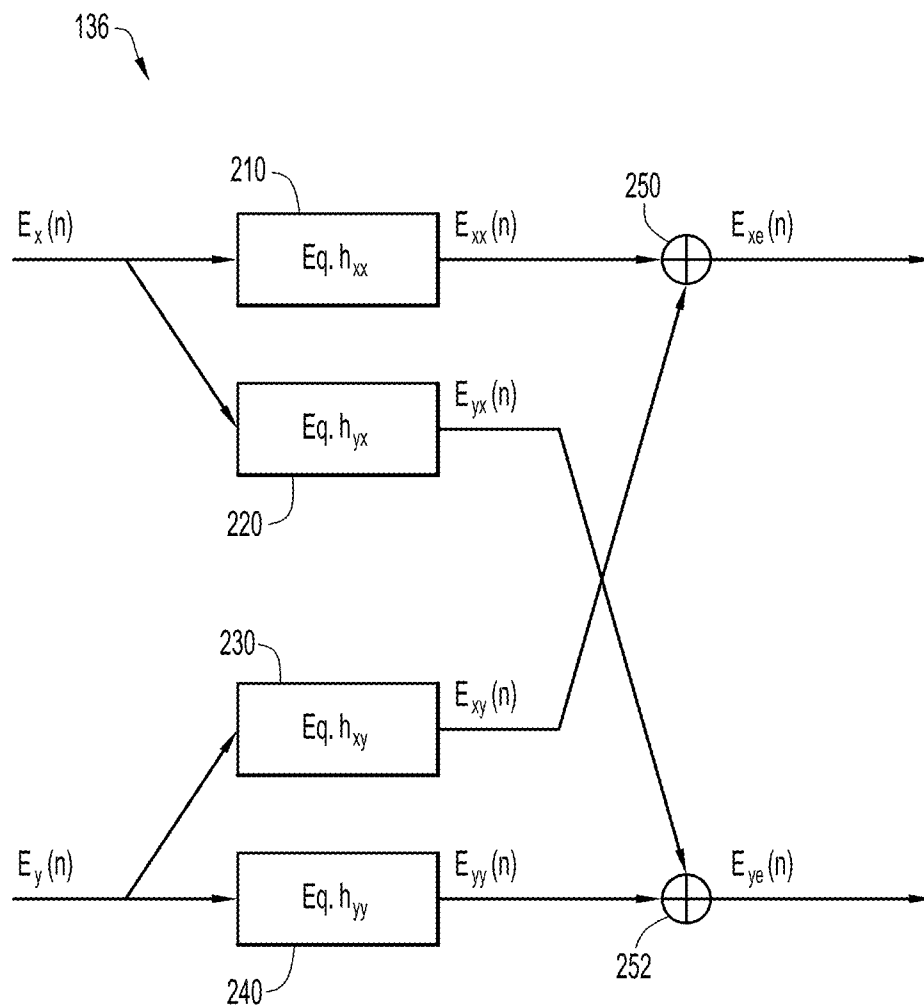 136
210
250
E_x(n)
E_xx(n)
E_xe(n)
Eq. h_xx
E_yx(n)
Eq. h_yx
220
230
E_xy(n)
Eq. h_xy
E_y(n)
E_yy(n)
E_ye(n)
Eq. h_yy
240
252